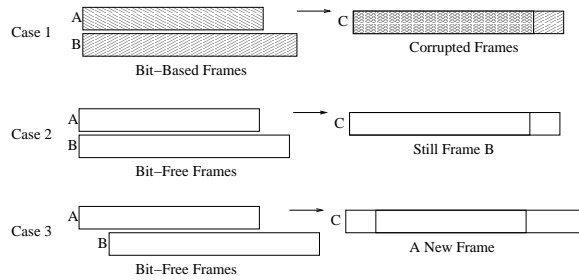 Case 1 A B C
Bit-Based Frames Corrupted Frames
Case 2 A B C
Bit-Free Frames Still Frame B
Case 3 A B C
Bit-Free Frames A New Frame